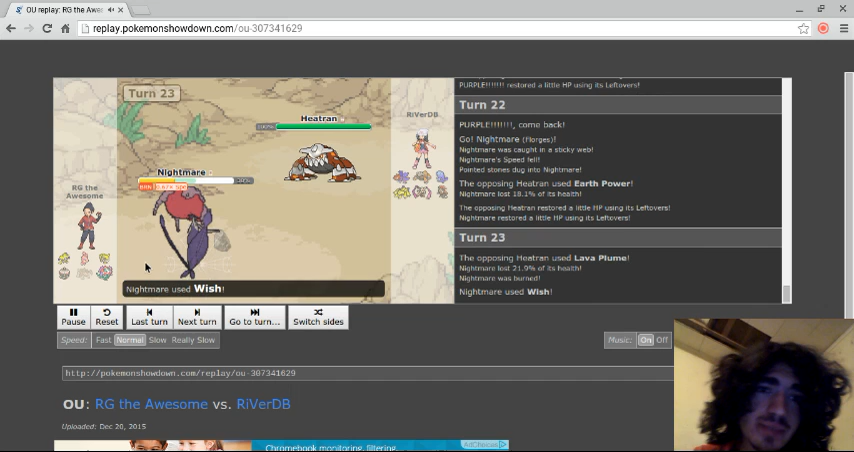 OU replay: RG the Awes
replay.pokemonshowdown.com/ou-307341629
Turn 23
Heatran
100%
RiVerDB
Nightmare
BRN
RG the
Awesome
Nightmare used Wish!
PURPLE!!!!!!! restored a little HP using its Leftovers!
Turn 22
PURPLE!!!!!!!, come back!
Go! Nightmare (Florges)!
Nightmare was caught in a sticky web!
Nightmare's Speed fell!
Pointed stones dug into Nightmare!
The opposing Heatran used Earth Power!
Nightmare lost 18.1% of its health!
The opposing Heatran restored a little HP using its Leftovers!
Nightmare restored a little HP using its Leftovers!
Turn 23
The opposing Heatran used Lava Plume!
Nightmare lost 21.9% of its health!
Nightmare was burned!
Nightmare used Wish!
Pause Reset Last turn Next turn Go to turn... Switch sides
Speed: Fast Normal Slow Really Slow
Music: On Off
http://pokemonshowdown.com/replay/ou-307341629
OU: RG the Awesome vs. RiVerDB
Uploaded: Dec 20, 2015
AdChoices
Chromebook monitoring, filtering...